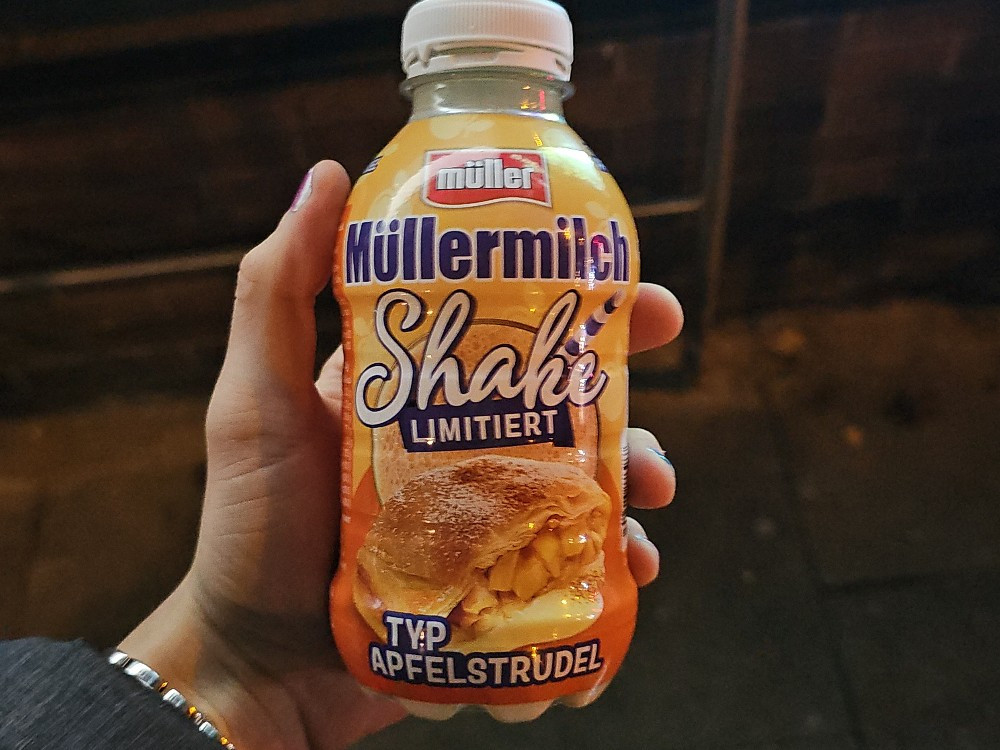 müller
Müllermilch
Shake
LIMITIERT
TYP
APFELSTRUDEL